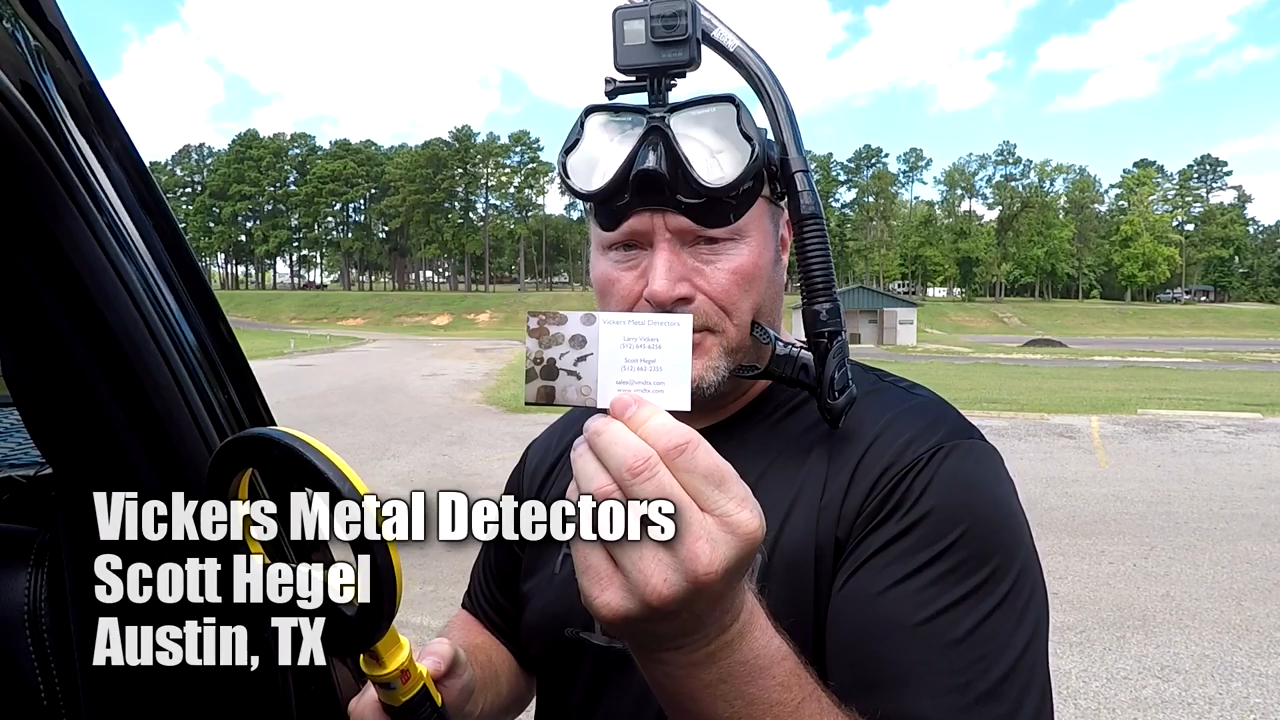 Vickers Metal Detectors
Larry Vickers
(512) 645-6256
Scott Hegel
(512) 662-2355
sales@vmdtx.com
www.vmdtx.com
Vickers Metal Detectors
Scott Hegel
Austin, TX